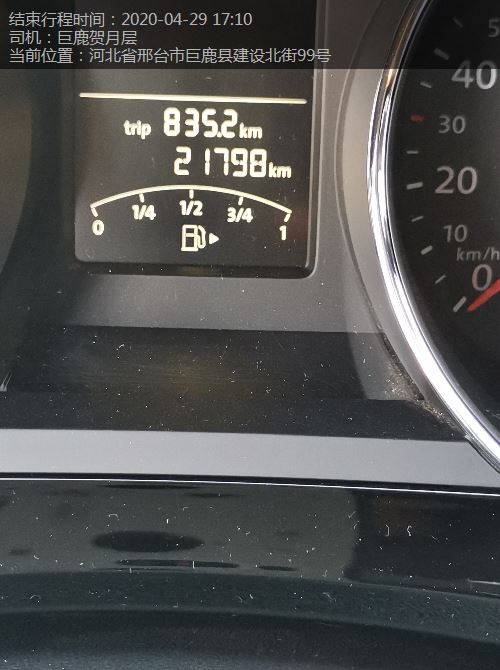 结束行程时间：2020-04-29 17:10
司机：巨鹿贺月层
当前位置：河北省邢台市巨鹿县建设北街99号
trip 835.2 km
21798 km
0 1/4 1/2 3/4 1
40
30
20
10
km/h
0